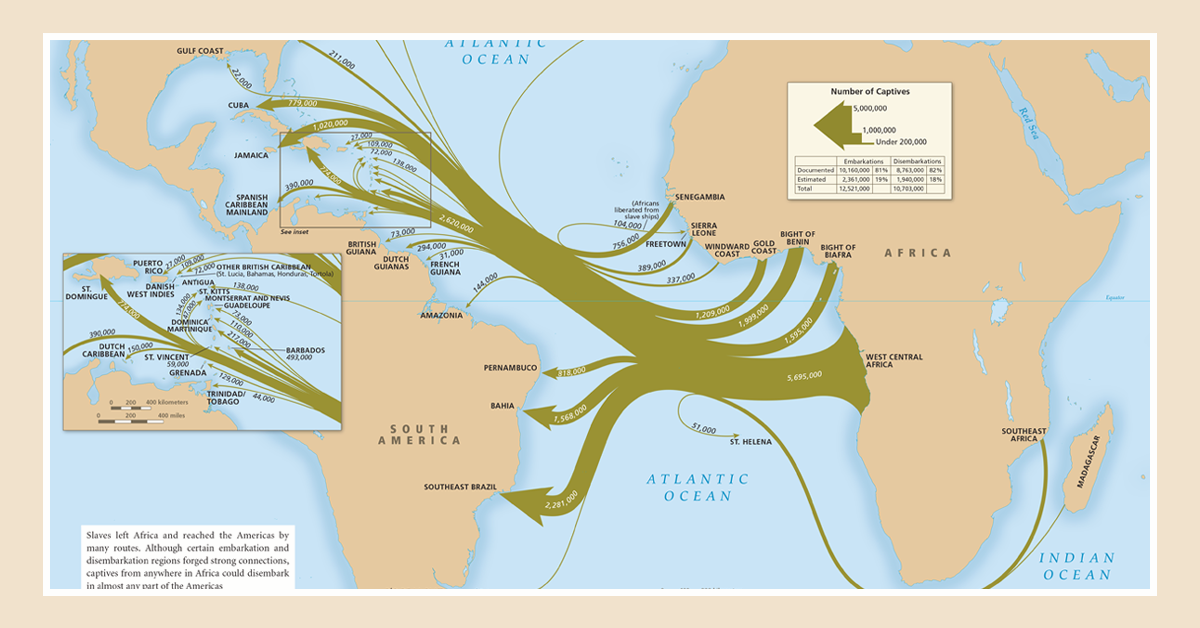 ATLANTIC
OCEAN
GULF COAST
22,000
211,000
CUBA
779,000
1,020,000
JAMAICA
27,000
109,000
72,000
138,000
774,000
390,000
SPANISH
CARIBBEAN
MAINLAND
See inset
2,620,000
BRITISH
GUIANA
73,000
DUTCH
GUIANAS
294,000
FRENCH
GUIANA
31,000
AMAZONIA
144,000
Number of Captives
5,000,000
1,000,000
Under 200,000
Embarkations Disembarkations
Documented 10,160,000 81% 8,763,000 82%
Estimated 2,361,000 19% 1,940,000 18%
Total 12,521,000 10,703,000
Red Sea
SENEGAMBIA
(Africans
liberated from
slave ships)
104,000
756,000
FREETOWN
SIERRA
LEONE
389,000
337,000
WINDWARD
COAST
GOLD
COAST
BIGHT OF
BENIN
BIGHT OF
BIAFRA
AFRICA
1,209,000
1,999,000
1,595,000
Equator
WEST CENTRAL
AFRICA
5,695,000
PUERTO
RICO
27,000
109,000
72,000
OTHER BRITISH CARIBBEAN
(St. Lucia, Bahamas, Honduras, Tortola)
ST.
DOMINGUE
DANISH
WEST INDIES
ANTIGUA
138,000
ST. KITTS
MONTSERRAT AND NEVIS
GUADELOUPE
134,000
47,000
73,000
774,000
DOMINICA
MARTINIQUE
110,000
217,000
390,000
DUTCH
CARIBBEAN
150,000
ST. VINCENT
59,000
BARBADOS
493,000
GRENADA
129,000
TRINIDAD/
TOBAGO
44,000
0 200 400 kilometers
0 200 400 miles
PERNAMBUCO
818,000
BAHIA
1,568,000
SOUTH
AMERICA
SOUTHEAST BRAZIL
2,281,000
51,000
ST. HELENA
ATLANTIC
OCEAN
SOUTHEAST
AFRICA
MADAGASCAR
INDIAN
OCEAN
Slaves left Africa and reached the Americas by
many routes. Although certain embarkation and
disembarkation regions forged strong connections,
captives from anywhere in Africa could disembark
in almost any part of the Americas